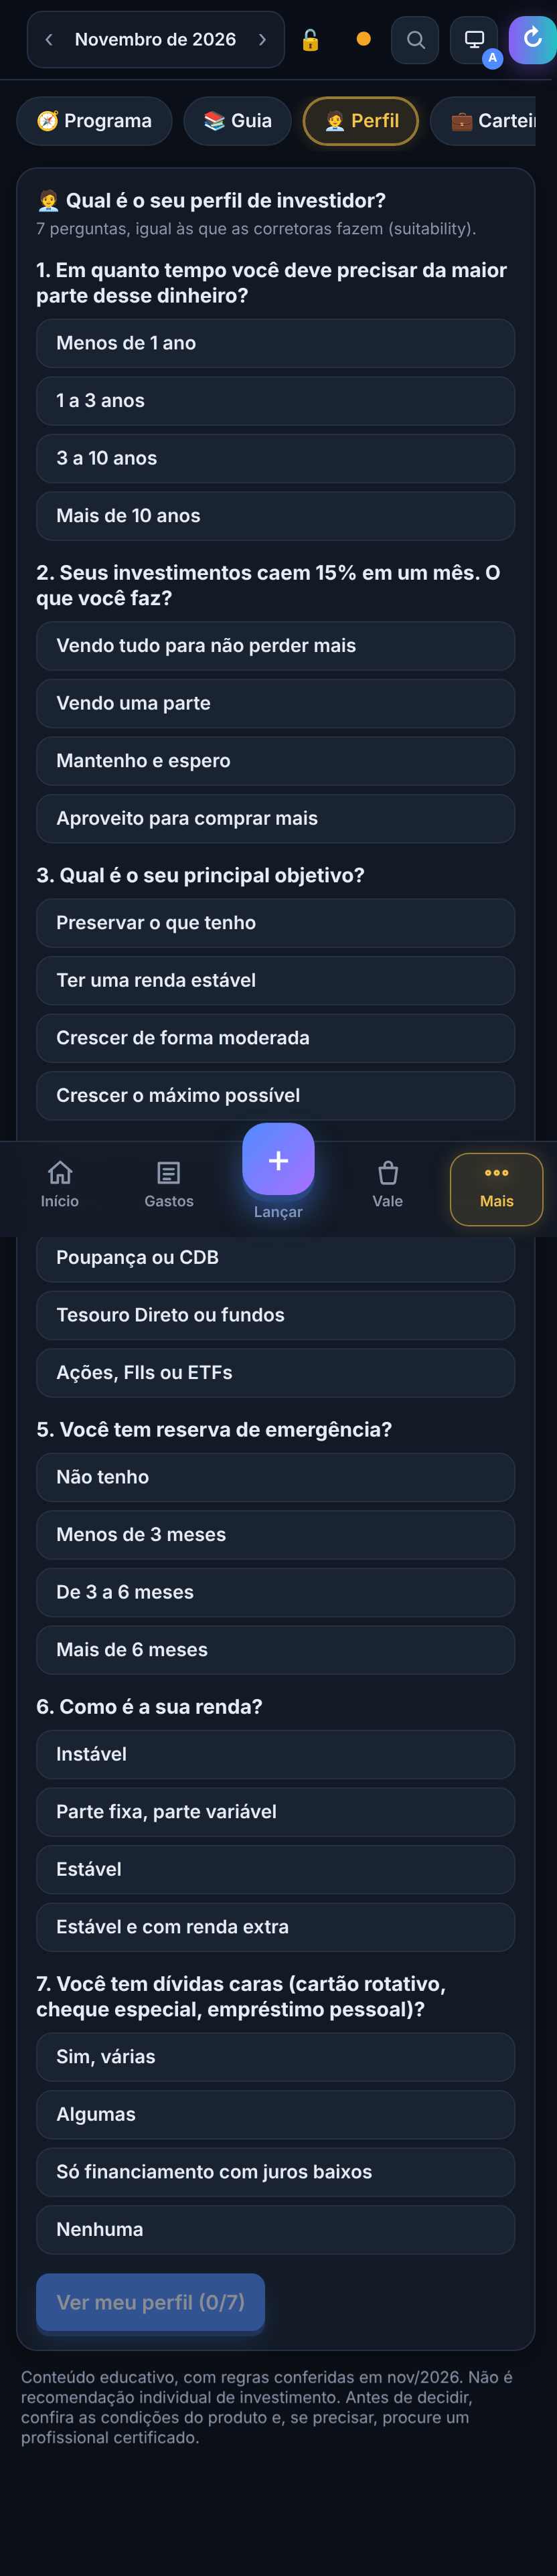 Novembro de 2026
A
🧭 Programa
📚 Guia
🧑‍💼 Perfil
💼 Cartei
🧑‍💼 Qual é o seu perfil de investidor?
7 perguntas, igual às que as corretoras fazem (suitability).
1. Em quanto tempo você deve precisar da maior
parte desse dinheiro?
Menos de 1 ano
1 a 3 anos
3 a 10 anos
Mais de 10 anos
2. Seus investimentos caem 15% em um mês. O
que você faz?
Vendo tudo para não perder mais
Vendo uma parte
Mantenho e espero
Aproveito para comprar mais
3. Qual é o seu principal objetivo?
Preservar o que tenho
Ter uma renda estável
Crescer de forma moderada
Crescer o máximo possível
Início
Gastos
+
Lançar
Vale
Mais
Poupança ou CDB
Tesouro Direto ou fundos
Ações, FIIs ou ETFs
5. Você tem reserva de emergência?
Não tenho
Menos de 3 meses
De 3 a 6 meses
Mais de 6 meses
6. Como é a sua renda?
Instável
Parte fixa, parte variável
Estável
Estável e com renda extra
7. Você tem dívidas caras (cartão rotativo,
cheque especial, empréstimo pessoal)?
Sim, várias
Algumas
Só financiamento com juros baixos
Nenhuma
Ver meu perfil (0/7)
Conteúdo educativo, com regras conferidas em nov/2026. Não é
recomendação individual de investimento. Antes de decidir,
confira as condições do produto e, se precisar, procure um
profissional certificado.